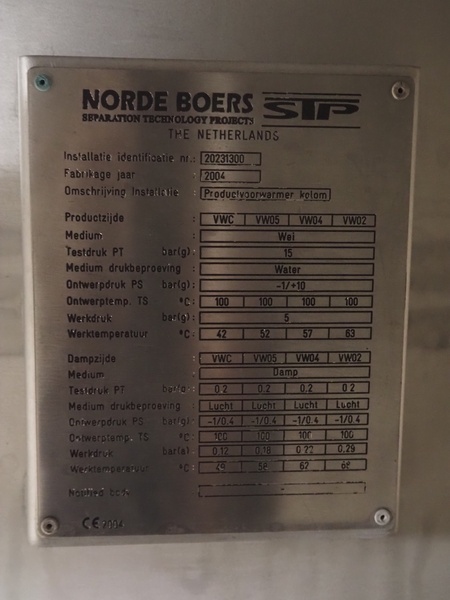 NORDE BOERS STP
SEPARATION TECHNOLOGY PROJECTS
THE NETHERLANDS
Installatie identificatie nr.: 20231300
Fabrikage jaar : 2004
Omschrijving Installatie: Productvoorwarmer kolom
Productzijde : VWC VW05 VW04 VW02
Medium : Wei
Testdruk PT bar(g): 15
Medium drukbeproeving : Water
Ontwerpdruk PS bar(g): -1/+10
Ontwerptemp. TS °C: 100 100 100 100
Werkdruk bar(g): 5
Werktemperatuur °C: 42 52 57 63
Dampzijde : VWC VW05 VW04 VW02
Medium : Damp
Testdruk PT bar(g): 0.2 0.2 0.2 0.2
Medium drukbeproeving : Lucht Lucht Lucht Lucht
Ontwerpdruk PS bar(g): -1/0.4 -1/0.4 -1/0.4 -1/0.4
Ontwerptemp. TS °C: 100 100 100 100
Werkdruk bar(a): 0.12 0.18 0.22 0.29
Werktemperatuur °C: 58 62
Notified body
CE 2004